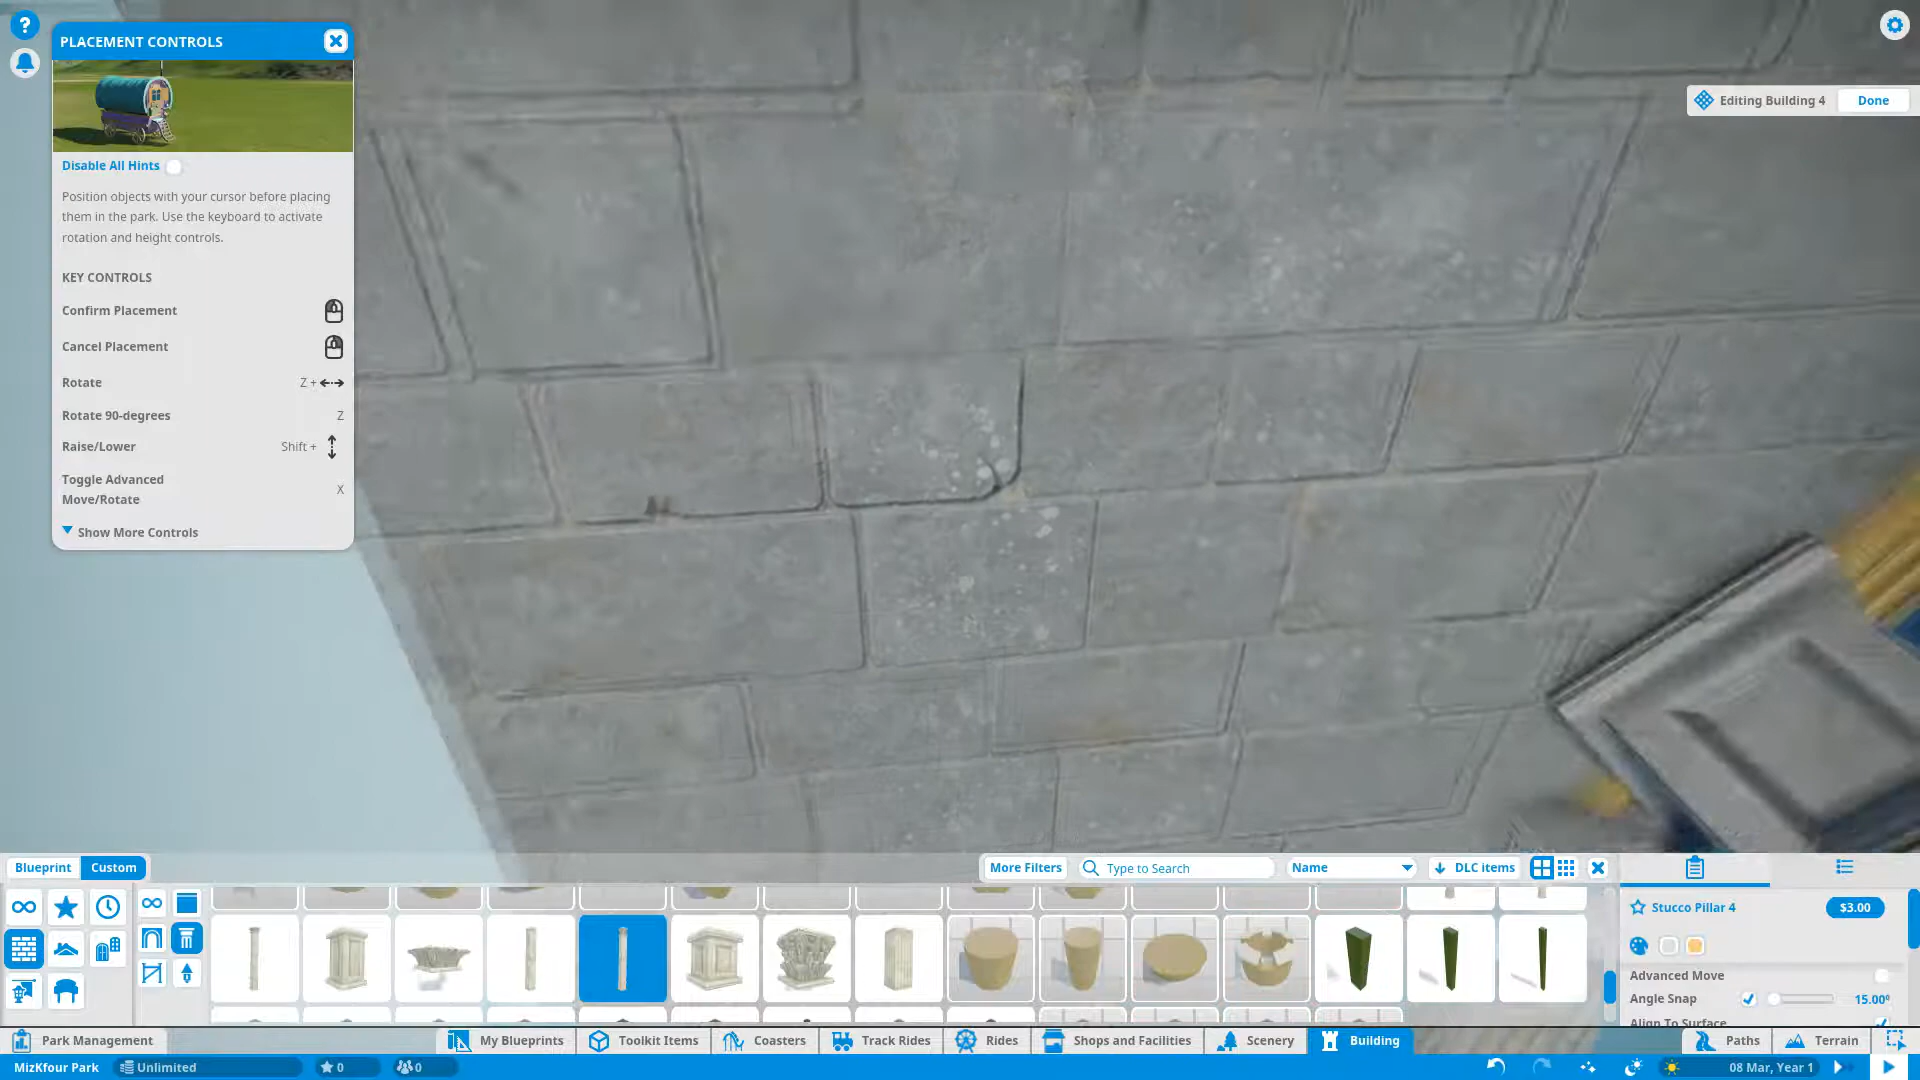 PLACEMENT CONTROLS
Disable All Hints
Position objects with your cursor before placing
them in the park. Use the keyboard to activate
rotation and height controls.
KEY CONTROLS
Confirm Placement
Cancel Placement
Rotate Z +
Rotate 90-degrees Z
Raise/Lower Shift +
Toggle Advanced
Move/Rotate X
Show More Controls
Editing Building 4 Done
Blueprint Custom
More Filters Type to Search Name DLC items
Stucco Pillar 4 $3.00
Advanced Move
Angle Snap 15.00°
Align To Surface
Park Management My Blueprints Toolkit Items Coasters Track Rides Rides Shops and Facilities Scenery Building Paths Terrain
MizKfour Park Unlimited 0 0 08 Mar, Year 1